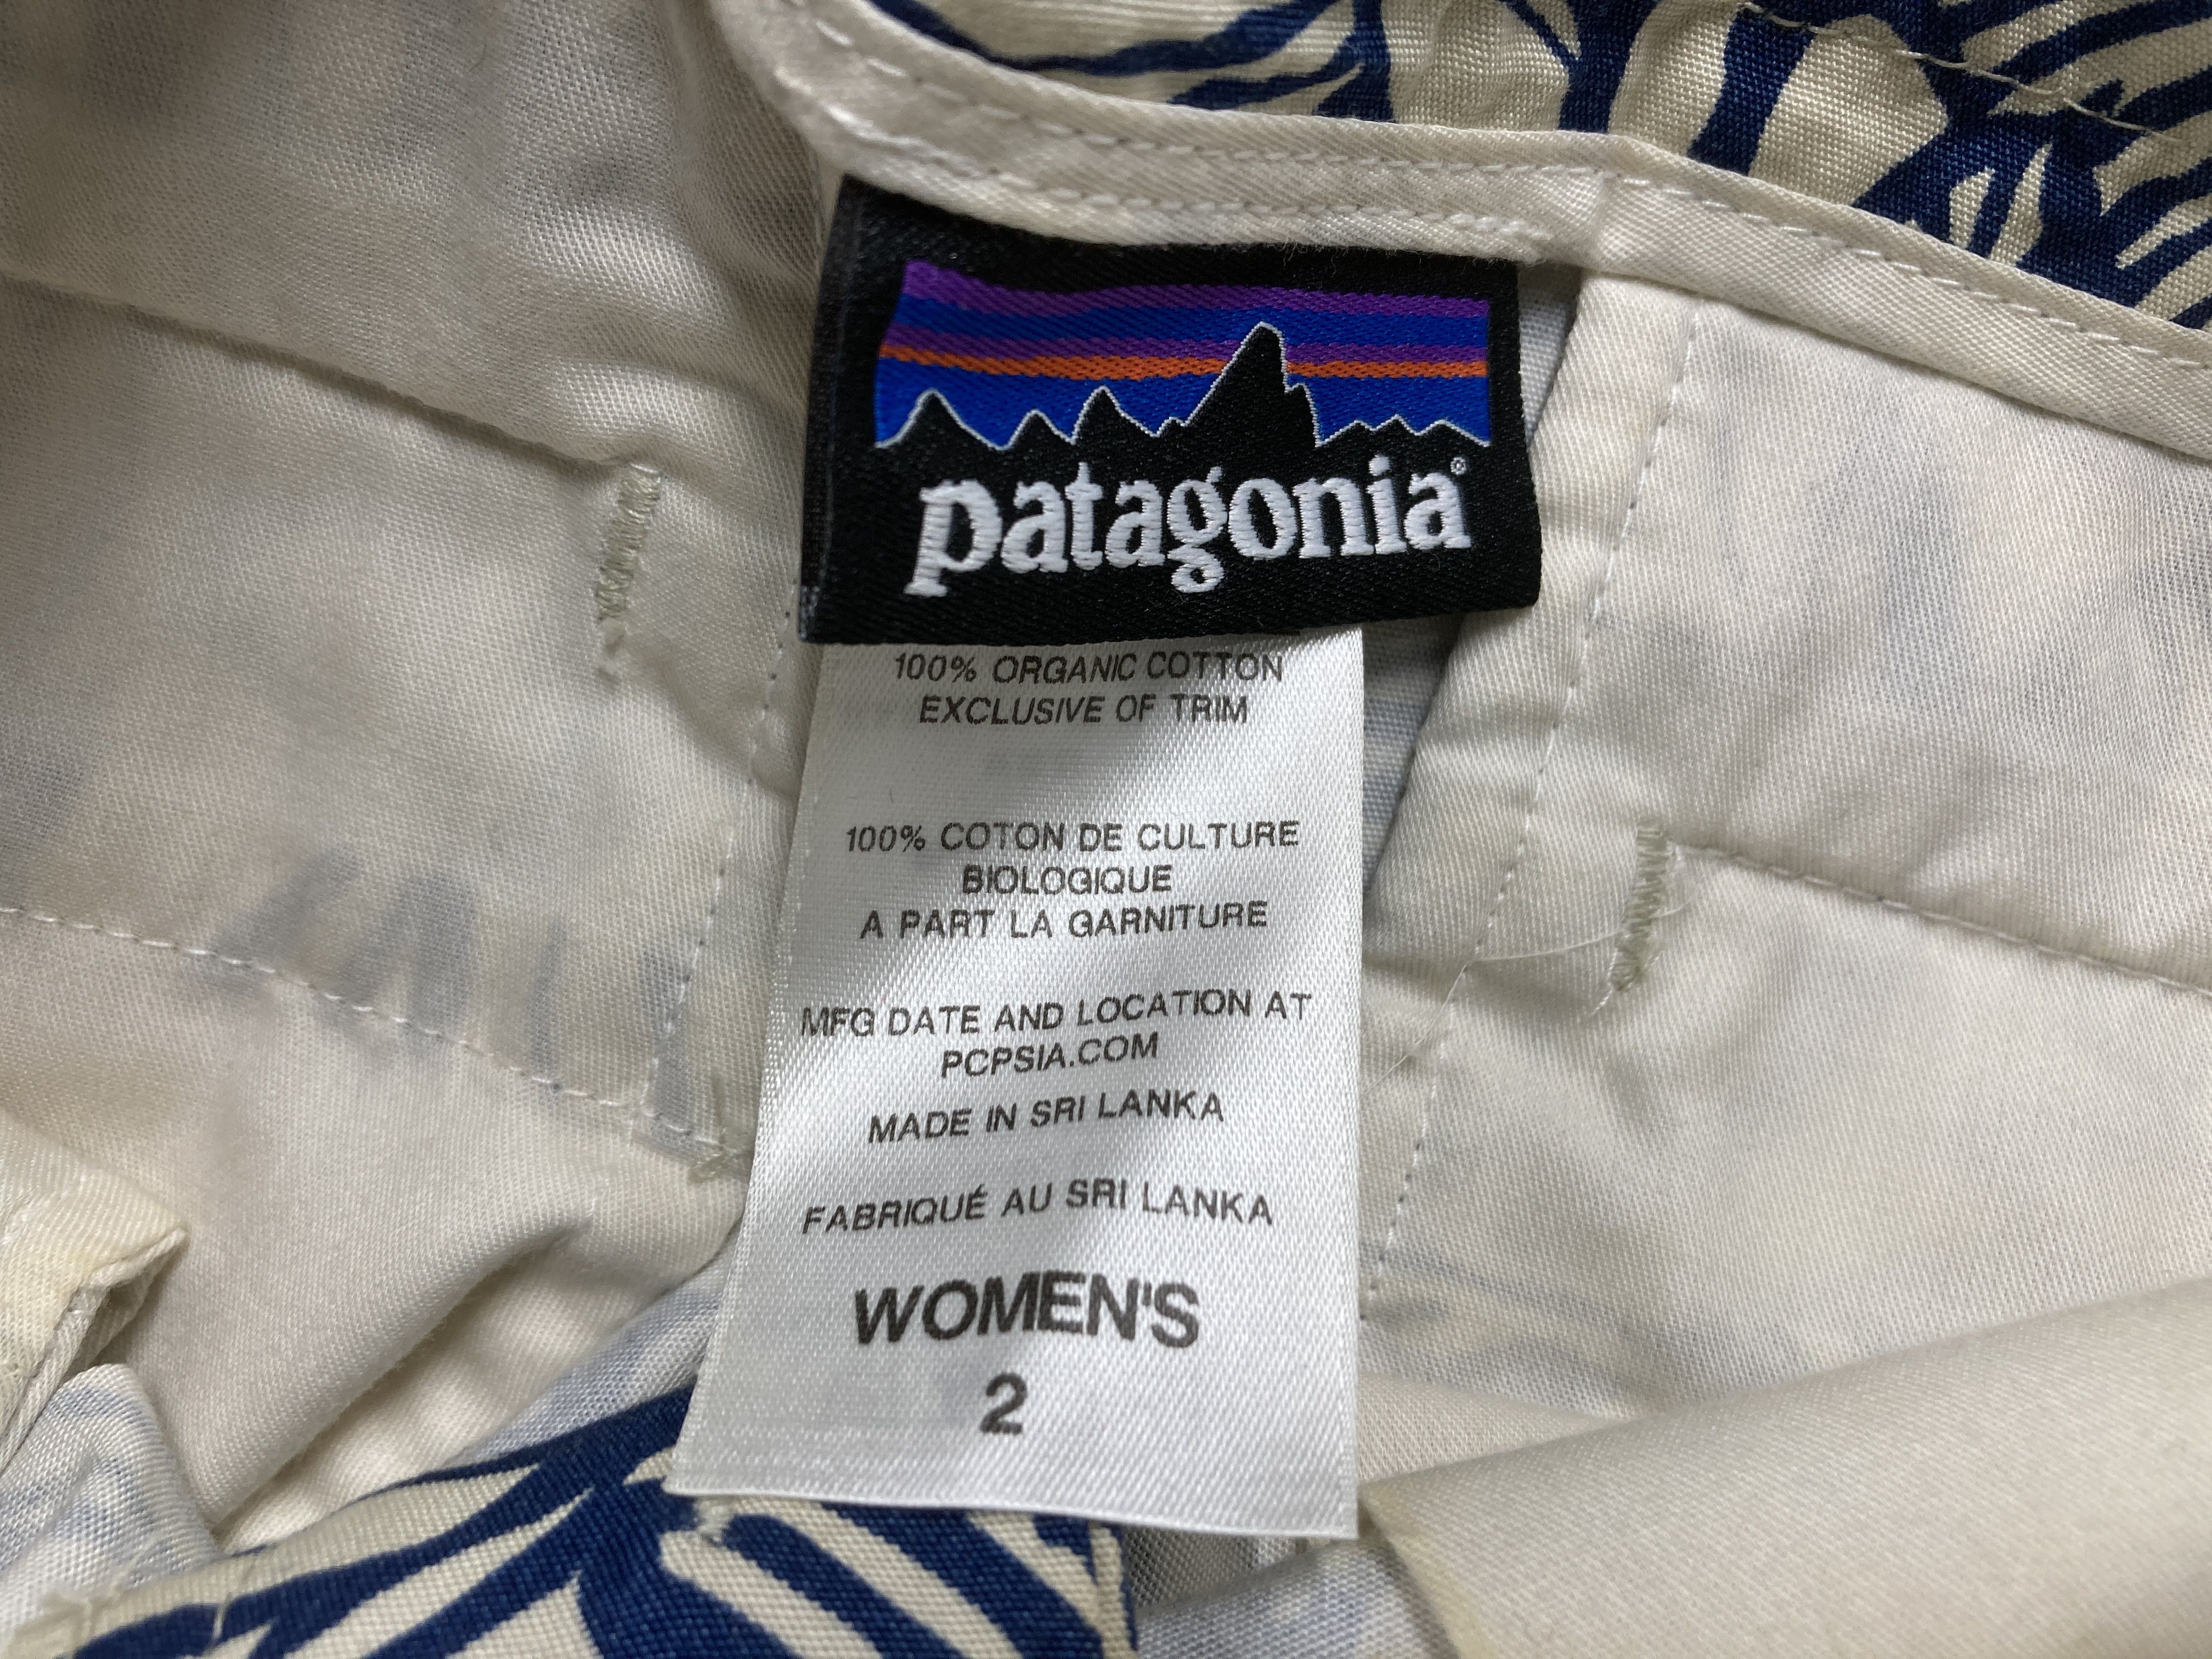 patagonia®
100% ORGANIC COTTON
EXCLUSIVE OF TRIM
100% COTON DE CULTURE
BIOLOGIQUE
A PART LA GARNITURE
MFG DATE AND LOCATION AT
PCPSIA.COM
MADE IN SRI LANKA
FABRIQUÉ AU SRI LANKA
WOMEN'S
2